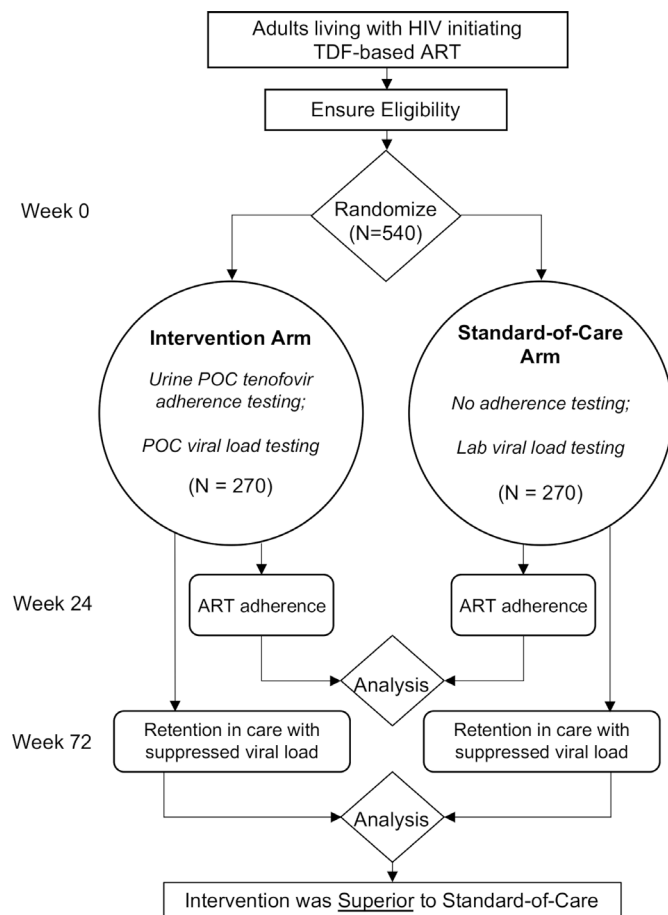 Adults living with HIV initiating
TDF-based ART
Ensure Eligibility
Week 0
Randomize
(N=540)
Intervention Arm
Urine POC tenofovir
adherence testing;
POC viral load testing
(N = 270)
Standard-of-Care
Arm
No adherence testing;
Lab viral load testing
(N = 270)
Week 24
ART adherence
ART adherence
Analysis
Week 72
Retention in care with
suppressed viral load
Retention in care with
suppressed viral load
Analysis
Intervention was Superior to Standard-of-Care